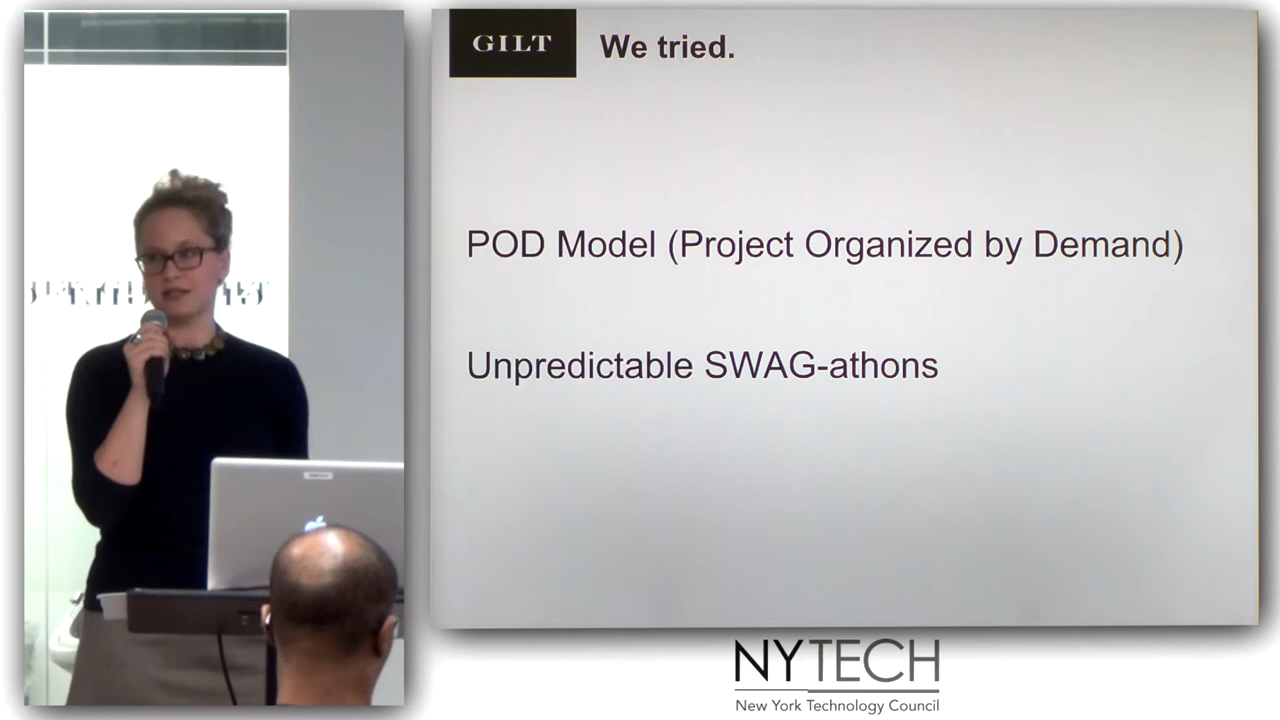 GILT
We tried.
POD Model (Project Organized by Demand)
Unpredictable SWAG-athons
NYTECH
New York Technology Council